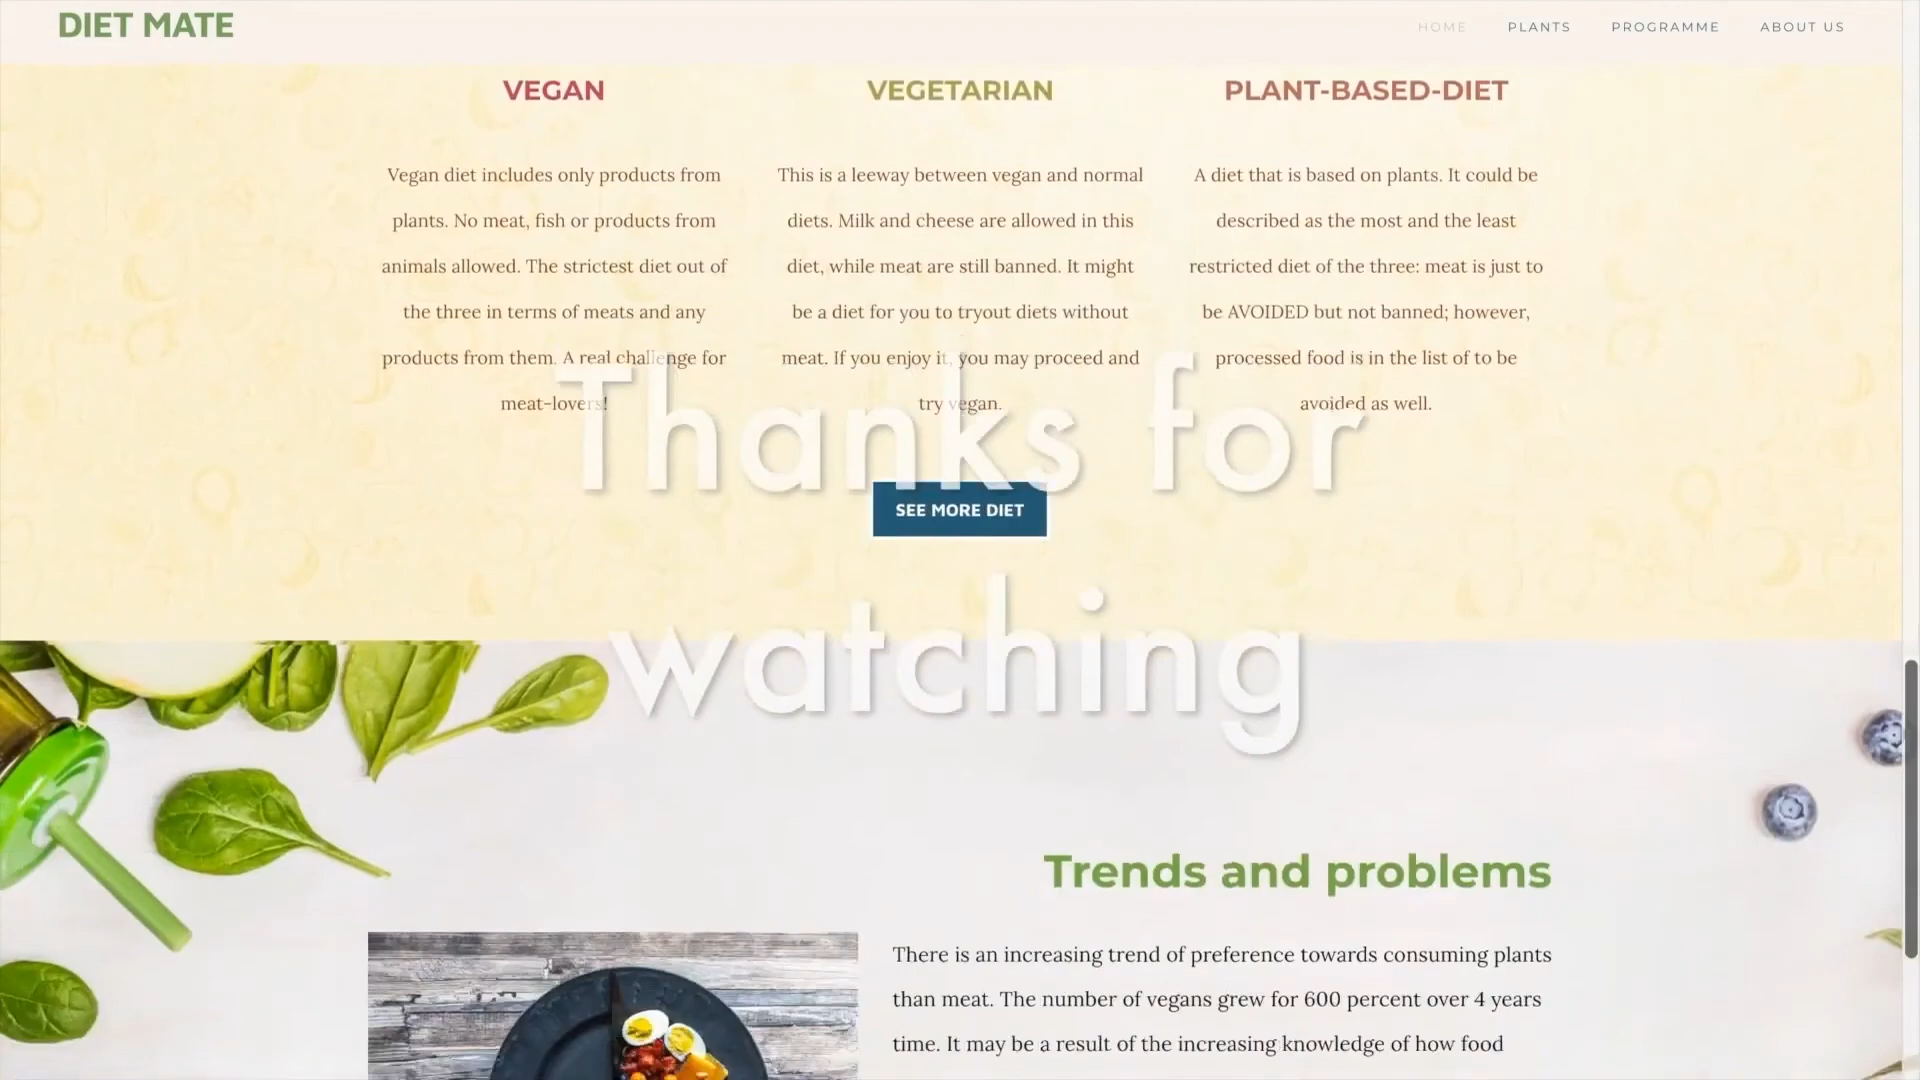 DIET MATE
HOME PLANTS PROGRAMME ABOUT US
VEGAN
Vegan diet includes only products from
plants. No meat, fish or products from
animals allowed. The strictest diet out of
the three in terms of meats and any
products from them. A real challenge for
meat-lovers!
VEGETARIAN
This is a leeway between vegan and normal
diets. Milk and cheese are allowed in this
diet, while meat are still banned. It might
be a diet for you to tryout diets without
meat. If you enjoy it, you may proceed and
try vegan.
PLANT-BASED-DIET
A diet that is based on plants. It could be
described as the most and the least
restricted diet of the three: meat is just to
be AVOIDED but not banned; however,
processed food is in the list of to be
avoided as well.
Thanks for
watching
SEE MORE DIET
Trends and problems
There is an increasing trend of preference towards consuming plants
than meat. The number of vegans grew for 600 percent over 4 years
time. It may be a result of the increasing knowledge of how food